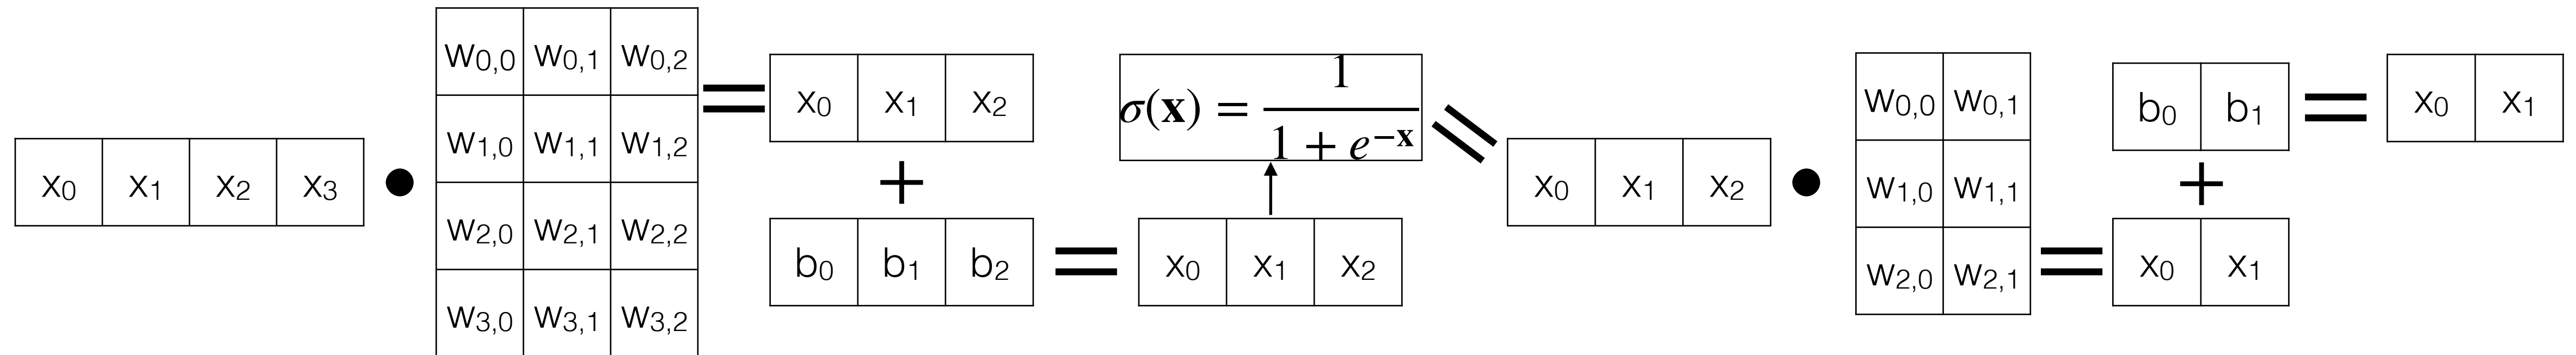 x₀ x₁ x₂ x₃
•
w₀,₀ w₀,₁ w₀,₂
w₁,₀ w₁,₁ w₁,₂
w₂,₀ w₂,₁ w₂,₂
w₃,₀ w₃,₁ w₃,₂
=
x₀ x₁ x₂
+
b₀ b₁ b₂
=
x₀ x₁ x₂
σ(𝐱) = 1 / (1 + e^(−𝐱))
=
x₀ x₁ x₂
•
w₀,₀ w₀,₁
w₁,₀ w₁,₁
w₂,₀ w₂,₁
=
x₀ x₁
+
b₀ b₁
=
x₀ x₁